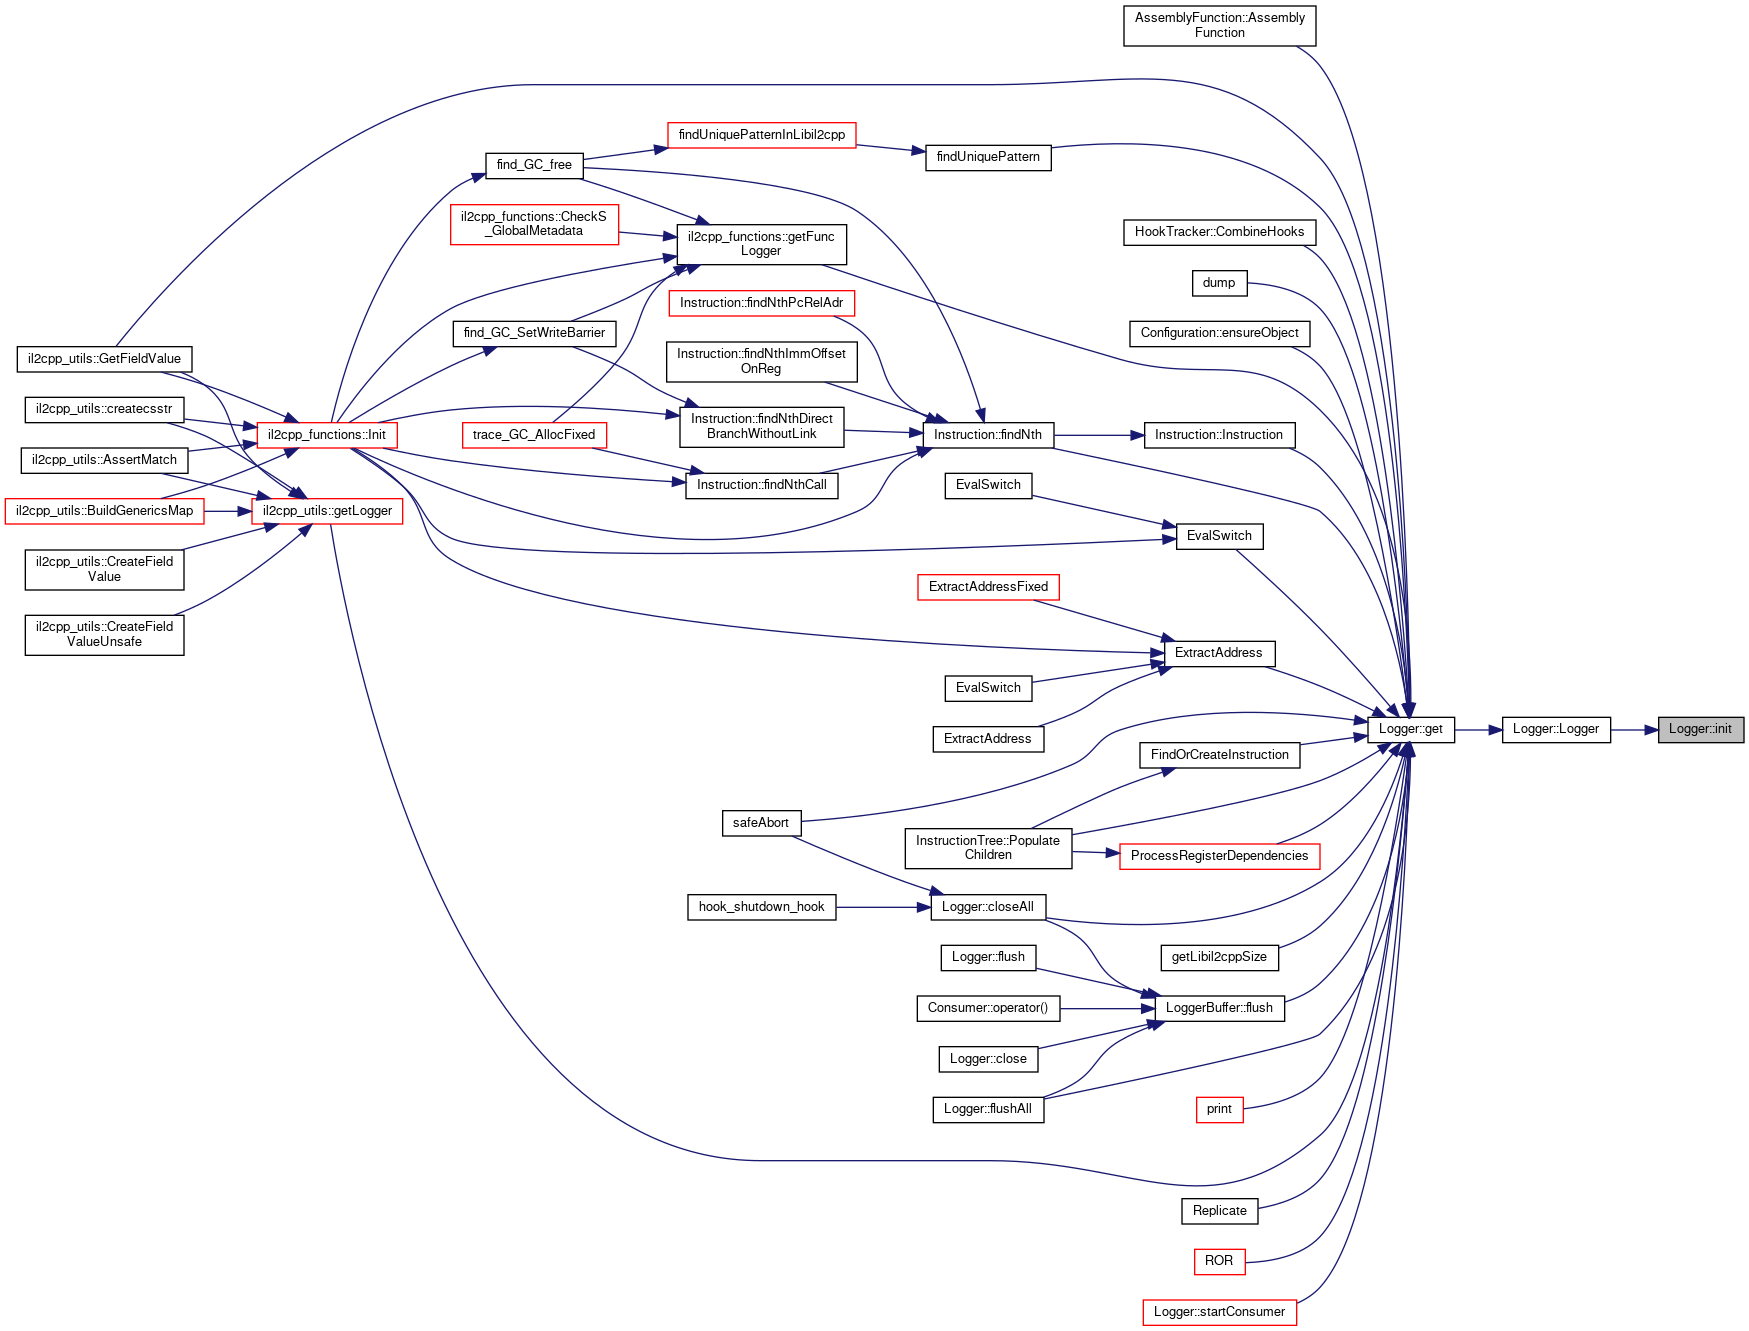 AssemblyFunction::Assembly
Function
findUniquePatternInLibil2cpp
findUniquePattern
find_GC_free
il2cpp_functions::CheckS
_GlobalMetadata
il2cpp_functions::getFunc
Logger
HookTracker::CombineHooks
dump
Instruction::findNthPcRelAdr
find_GC_SetWriteBarrier
Configuration::ensureObject
il2cpp_utils::GetFieldValue
Instruction::findNthImmOffset
OnReg
il2cpp_utils::createcsstr
il2cpp_functions::Init
trace_GC_AllocFixed
Instruction::findNthDirect
BranchWithoutLink
Instruction::findNth
Instruction::Instruction
il2cpp_utils::AssertMatch
Instruction::findNthCall
EvalSwitch
il2cpp_utils::BuildGenericsMap
il2cpp_utils::getLogger
EvalSwitch
il2cpp_utils::CreateField
Value
ExtractAddressFixed
il2cpp_utils::CreateField
ValueUnsafe
ExtractAddress
EvalSwitch
ExtractAddress
Logger::get
Logger::Logger
Logger::init
FindOrCreateInstruction
safeAbort
InstructionTree::Populate
Children
ProcessRegisterDependencies
hook_shutdown_hook
Logger::closeAll
Logger::flush
getLibil2cppSize
Consumer::operator()
LoggerBuffer::flush
Logger::close
Logger::flushAll
print
Replicate
ROR
Logger::startConsumer